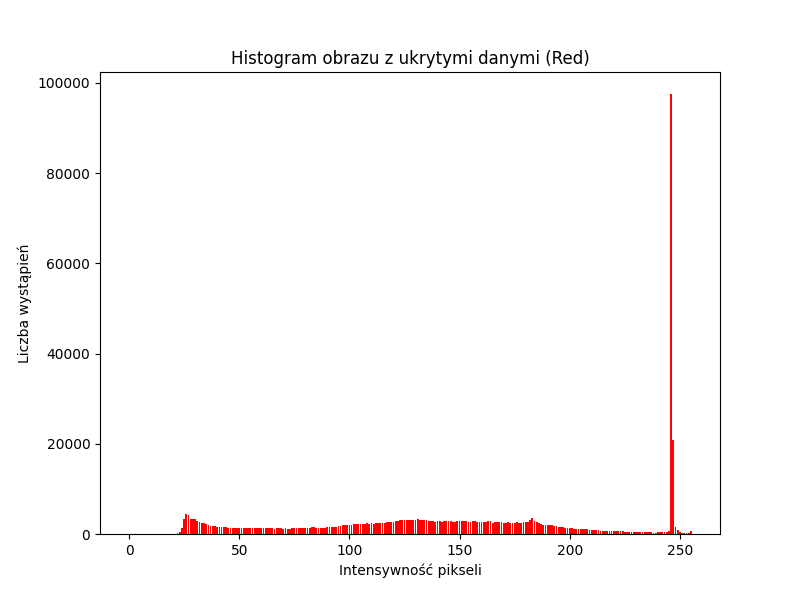 Histogram obrazu z ukrytymi danymi (Red)
100000
80000
60000
40000
20000
0
Liczba wystąpień
0 50 100 150 200 250
Intensywność pikseli